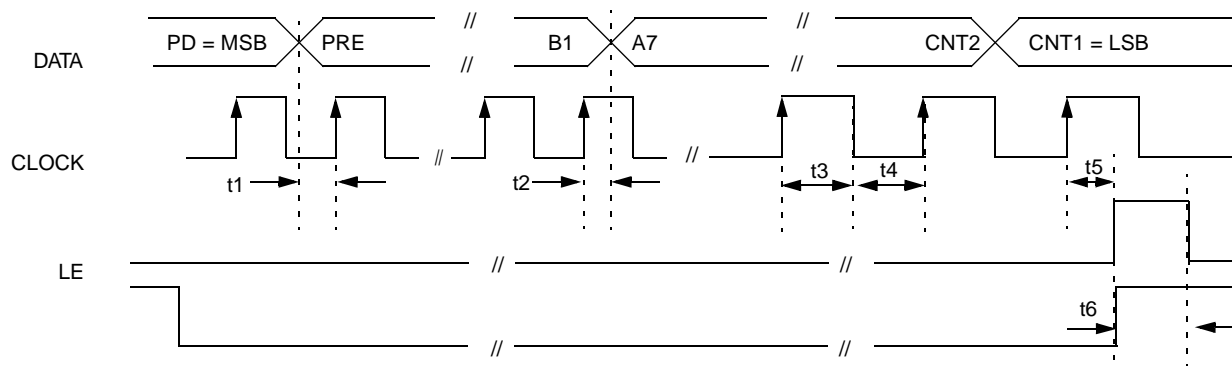 // //
DATA PD = MSB PRE B1 A7 CNT2 CNT1 = LSB
// //
CLOCK // //
t1 t2 t3 t4 t5
LE // //
t6
// //